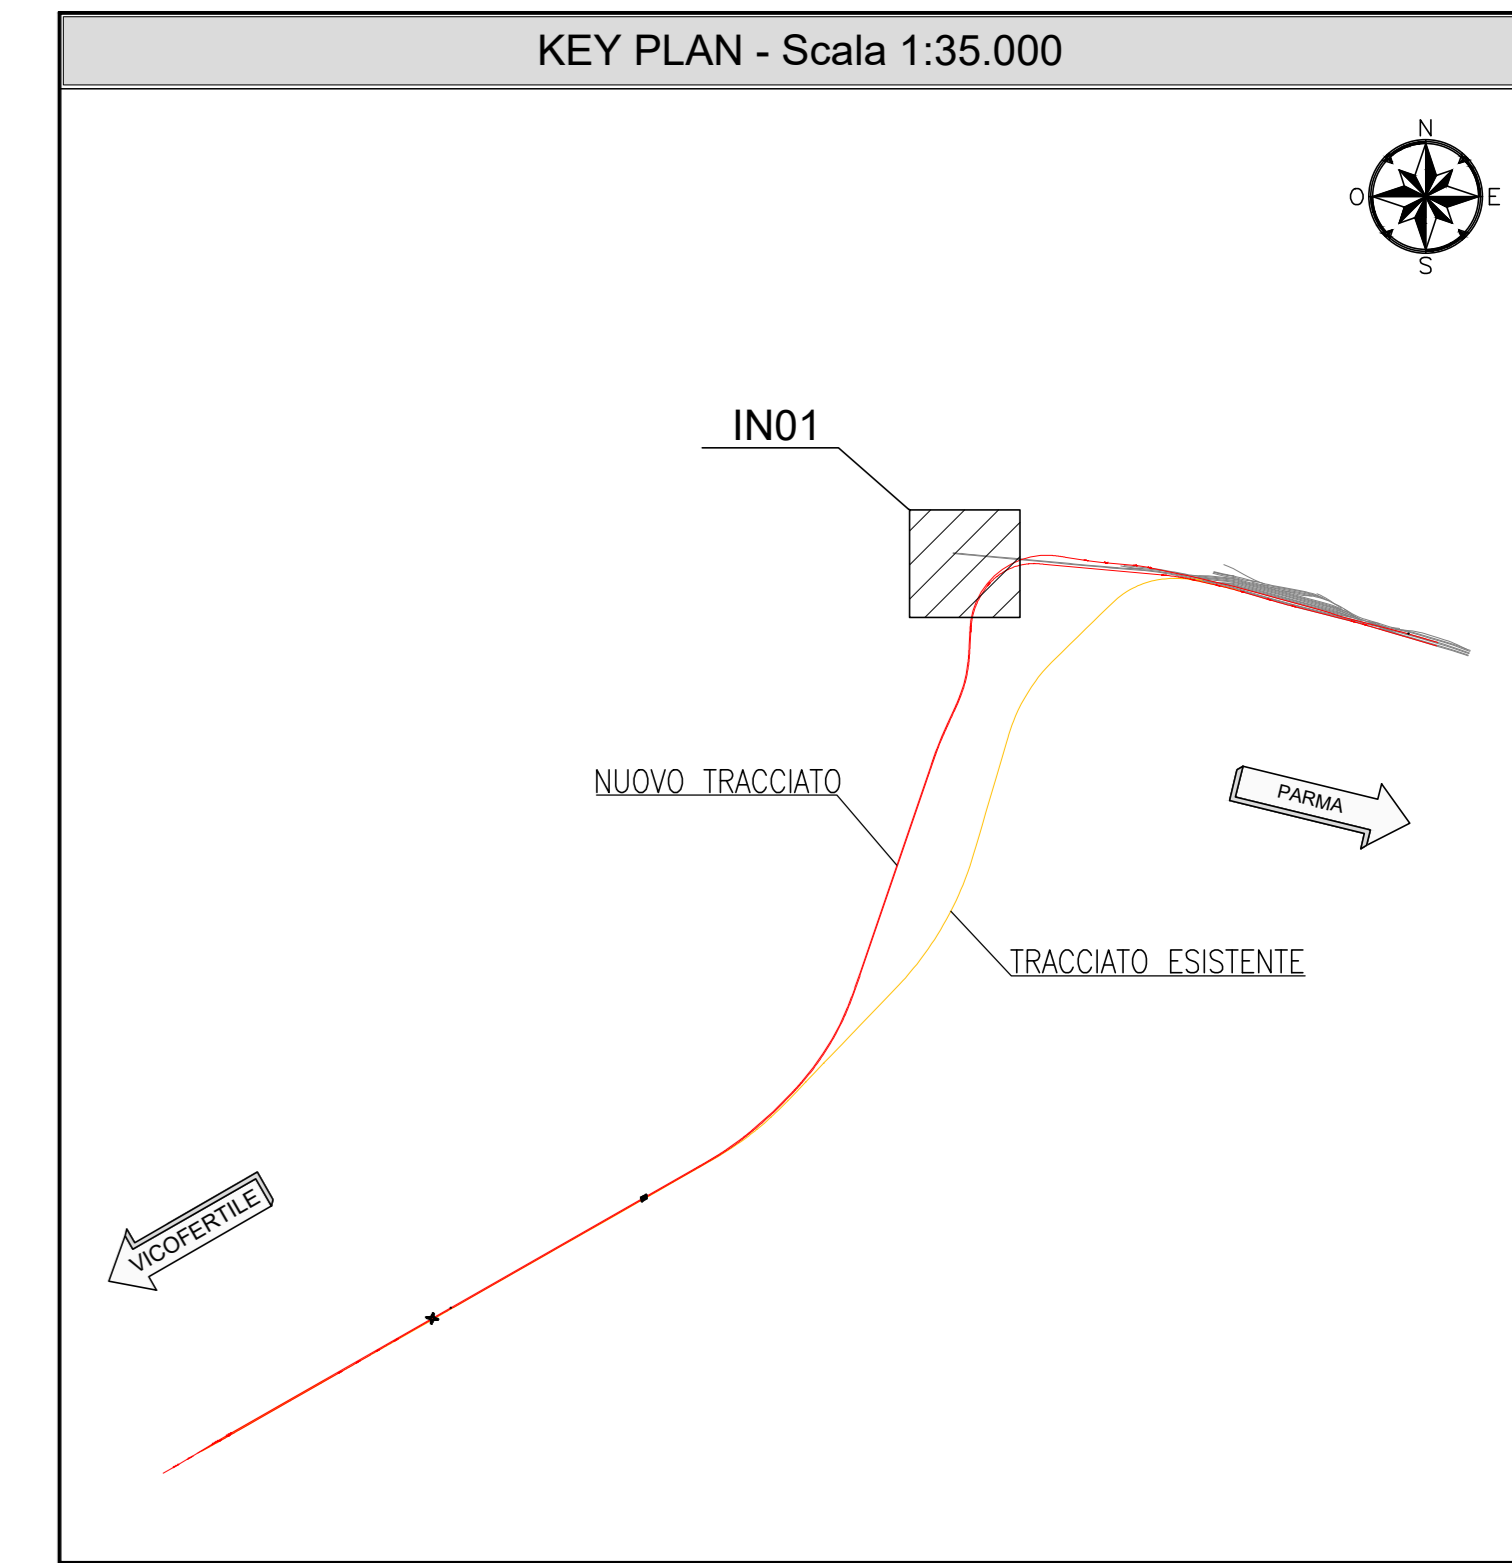 KEY PLAN - Scala 1:35.000
N
O
E
S
IN01
NUOVO TRACCIATO
PARMA
TRACCIATO ESISTENTE
VICOFERTILE